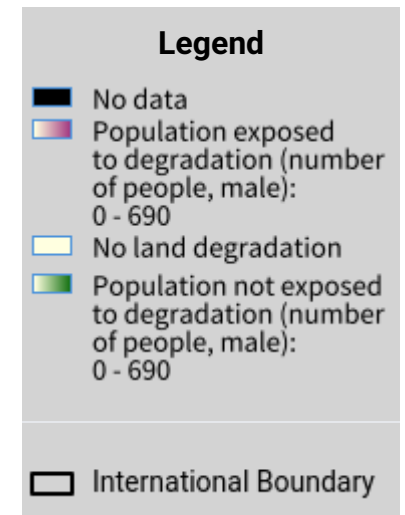 Legend
No data
Population exposed
to degradation (number
of people, male):
0 - 690
No land degradation
Population not exposed
to degradation (number
of people, male):
0 - 690
International Boundary